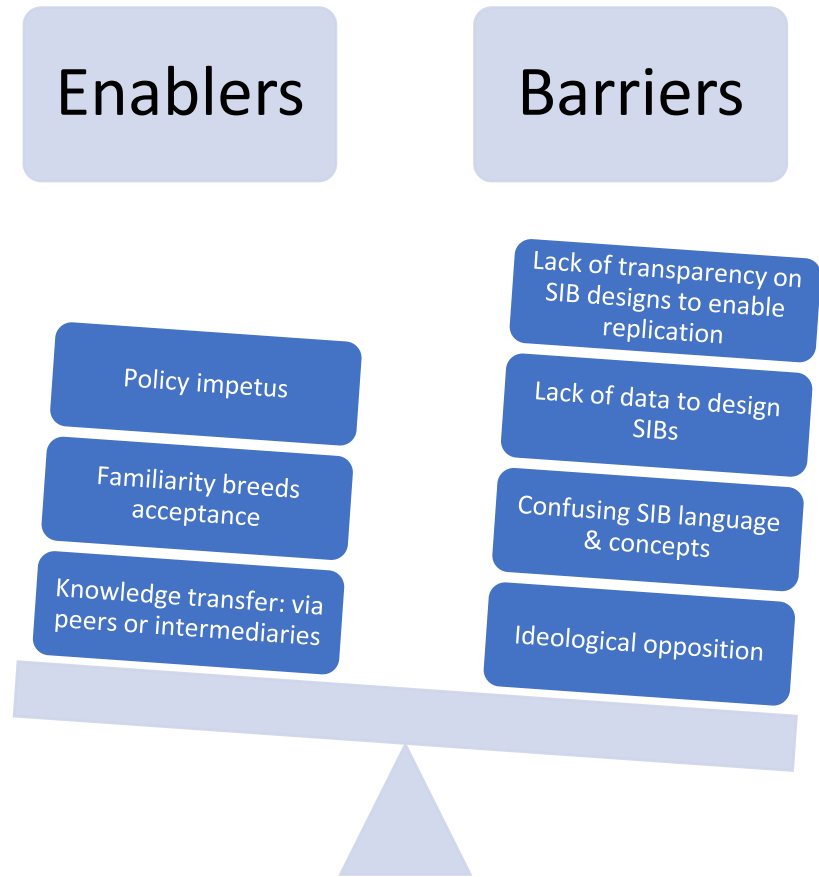 Enablers
Barriers
Policy impetus
Familiarity breeds
acceptance
Knowledge transfer: via
peers or intermediaries
Lack of transparency on
SIB designs to enable
replication
Lack of data to design
SIBs
Confusing SIB language
& concepts
Ideological opposition